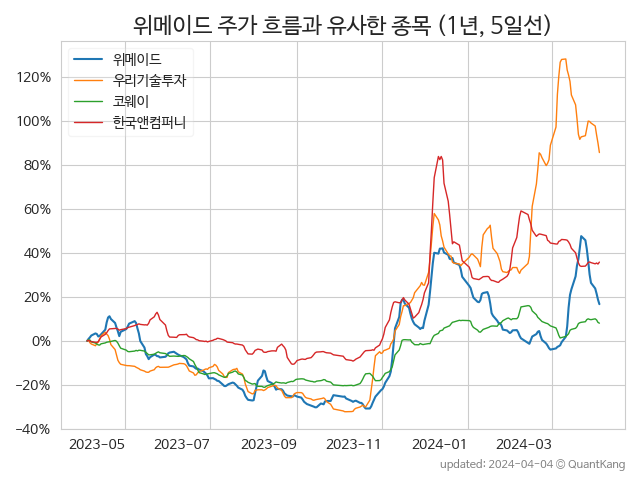 위메이드 주가 흐름과 유사한 종목 (1년, 5일선)
위메이드
우리기술투자
코웨이
한국앤컴퍼니
120%
100%
80%
60%
40%
20%
0%
−20%
−40%
2023-05 2023-07 2023-09 2023-11 2024-01 2024-03
updated: 2024-04-04 © QuantKang